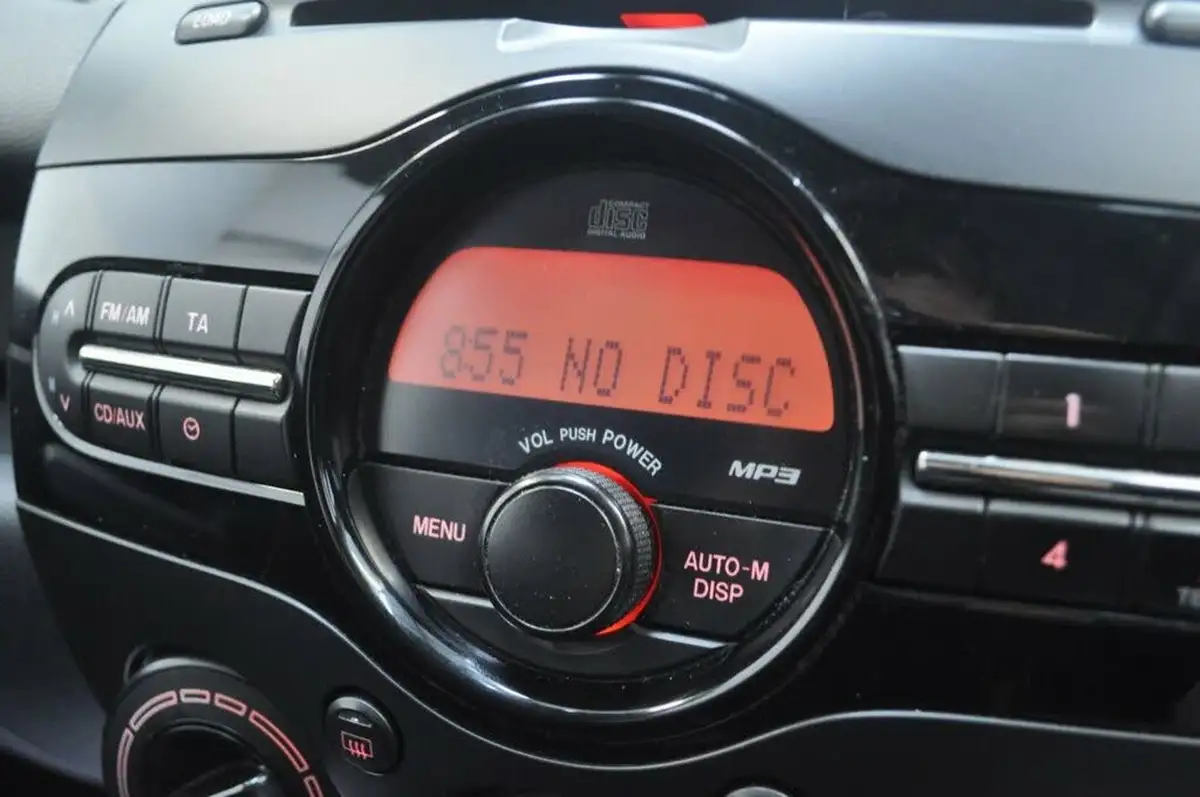 LOAD
COMPACT
disc
DIGITAL AUDIO
FM/AM
TA
8:55 NO DISC
CD/AUX
1
VOL PUSH POWER
MP3
MENU
AUTO-M
DISP
4